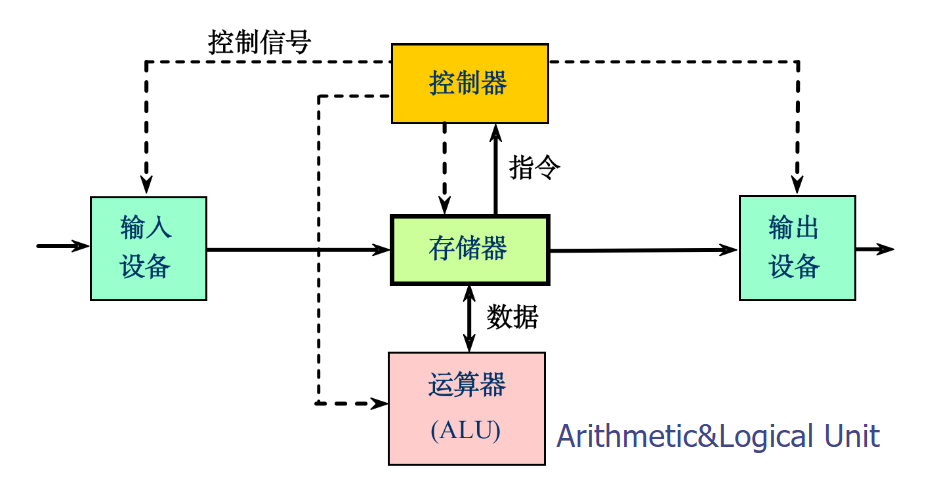 控制信号
控制器
指令
输入
设备
存储器
输出
设备
数据
运算器
(ALU)
Arithmetic&Logical Unit